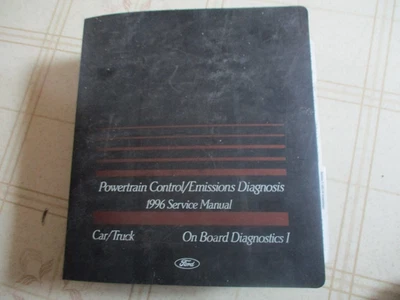 Powertrain Control/Emissions Diagnosis
1996 Service Manual
Car/Truck On Board Diagnostics I
Ford